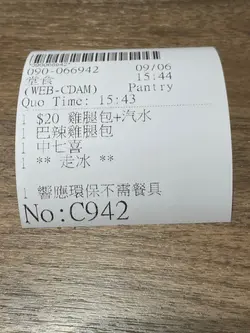 090-066942 09/06
堂食 15:44
(WEB-CDAM) Pantry
Quo Time: 15:43
1 $20 雞腿包+汽水
1 巴辣雞腿包
1 中七喜
1 ** 走冰 **
1 響應環保不需餐具
No:C942